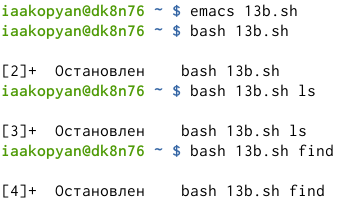 iaakopyan@dk8n76 ~ $ emacs 13b.sh
iaakopyan@dk8n76 ~ $ bash 13b.sh
[2]+  Остановлен    bash 13b.sh
iaakopyan@dk8n76 ~ $ bash 13b.sh ls
[3]+  Остановлен    bash 13b.sh ls
iaakopyan@dk8n76 ~ $ bash 13b.sh find
[4]+  Остановлен    bash 13b.sh find